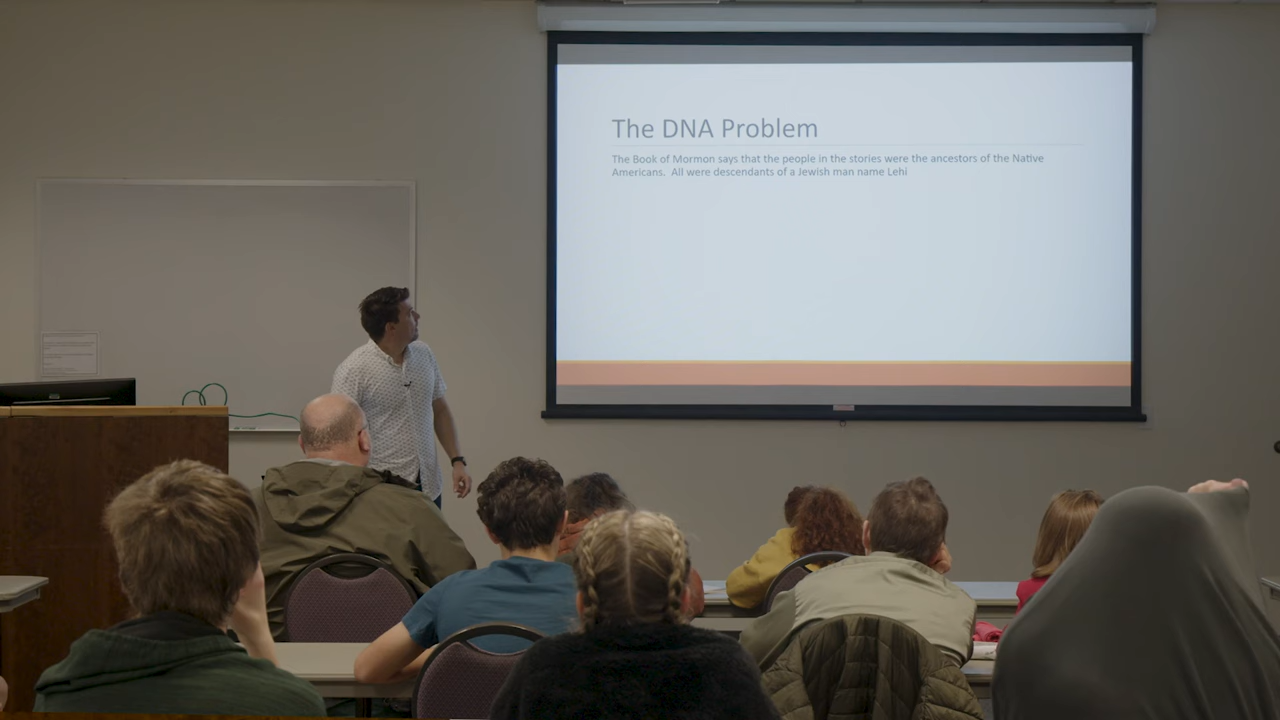 The DNA Problem
The Book of Mormon says that the people in the stories were the ancestors of the Native
Americans.  All were descendants of a Jewish man name Lehi